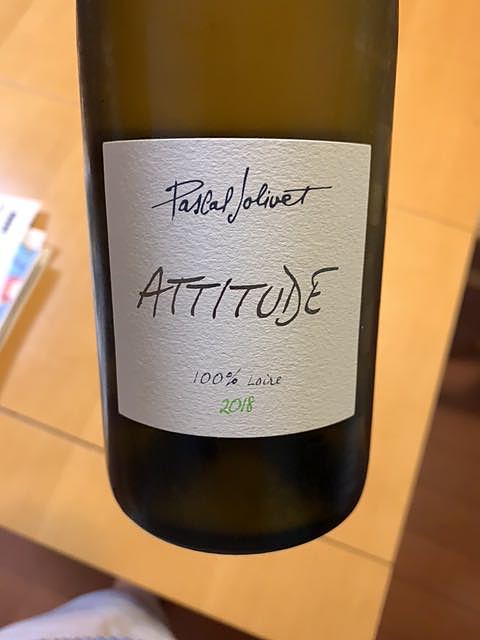 Pascal Jolivet
ATTITUDE
100% Loire
2018